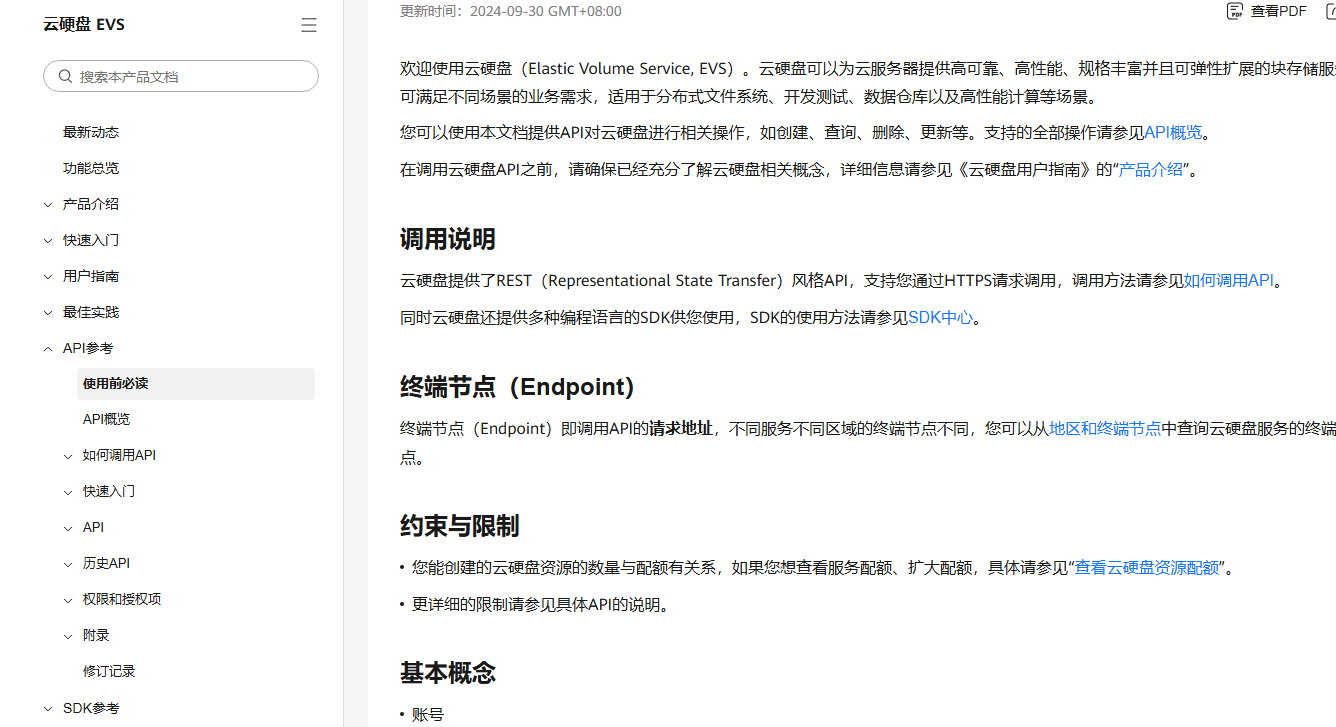 云硬盘 EVS
搜索本产品文档
最新动态
功能总览
产品介绍
快速入门
用户指南
最佳实践
API参考
使用前必读
API概览
如何调用API
快速入门
API
历史API
权限和授权项
附录
修订记录
SDK参考
更新时间：2024-09-30 GMT+08:00
查看PDF
欢迎使用云硬盘（Elastic Volume Service, EVS）。云硬盘可以为云服务器提供高可靠、高性能、规格丰富并且可弹性扩展的块存储服
可满足不同场景的业务需求，适用于分布式文件系统、开发测试、数据仓库以及高性能计算等场景。
您可以使用本文档提供API对云硬盘进行相关操作，如创建、查询、删除、更新等。支持的全部操作请参见API概览。
在调用云硬盘API之前，请确保已经充分了解云硬盘相关概念，详细信息请参见《云硬盘用户指南》的“产品介绍”。
调用说明
云硬盘提供了REST（Representational State Transfer）风格API，支持您通过HTTPS请求调用，调用方法请参见如何调用API。
同时云硬盘还提供多种编程语言的SDK供您使用，SDK的使用方法请参见SDK中心。
终端节点（Endpoint）
终端节点（Endpoint）即调用API的请求地址，不同服务不同区域的终端节点不同，您可以从地区和终端节点中查询云硬盘服务的终端
点。
约束与限制
• 您能创建的云硬盘资源的数量与配额有关系，如果您想查看服务配额、扩大配额，具体请参见“查看云硬盘资源配额”。
• 更详细的限制请参见具体API的说明。
基本概念
• 账号